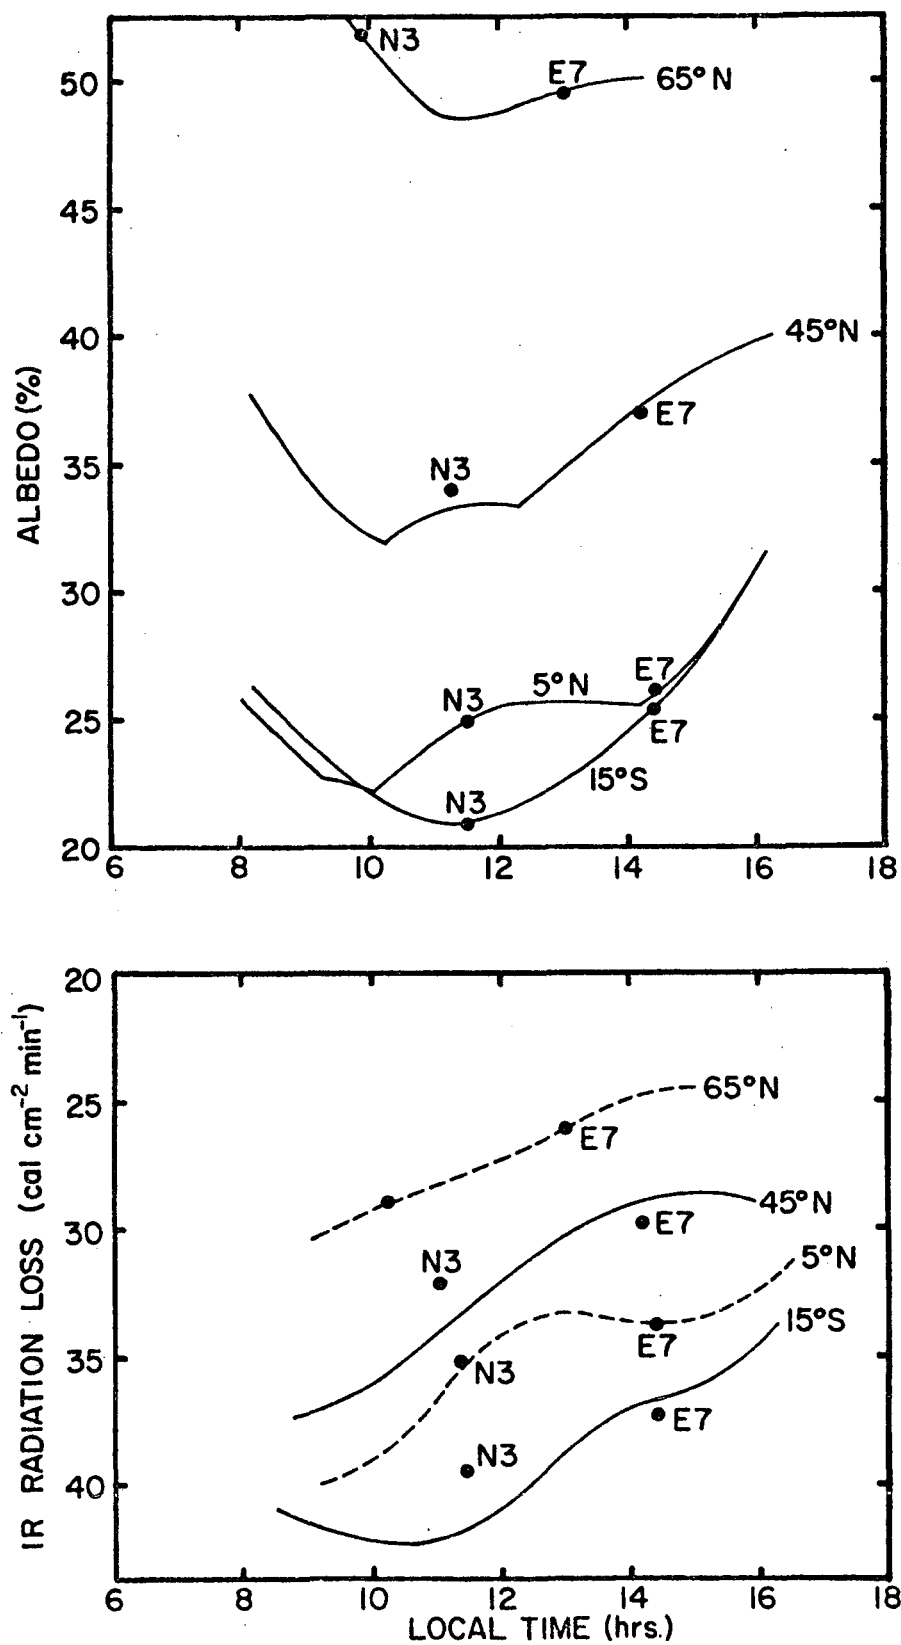 N3
E7
65°N
50
45
40
45°N
E7
N3
35
ALBEDO (%)
30
E7
5°N
N3
25
E7
15°S
N3
20
6 8 10 12 14 16 18
20
65°N
25
E7
45°N
30
E7
N3
5°N
15°S
E7
35
N3
E7
N3
40
IR RADIATION LOSS (cal cm⁻² min⁻¹)
6 8 10 12 14 16 18
LOCAL TIME (hrs.)